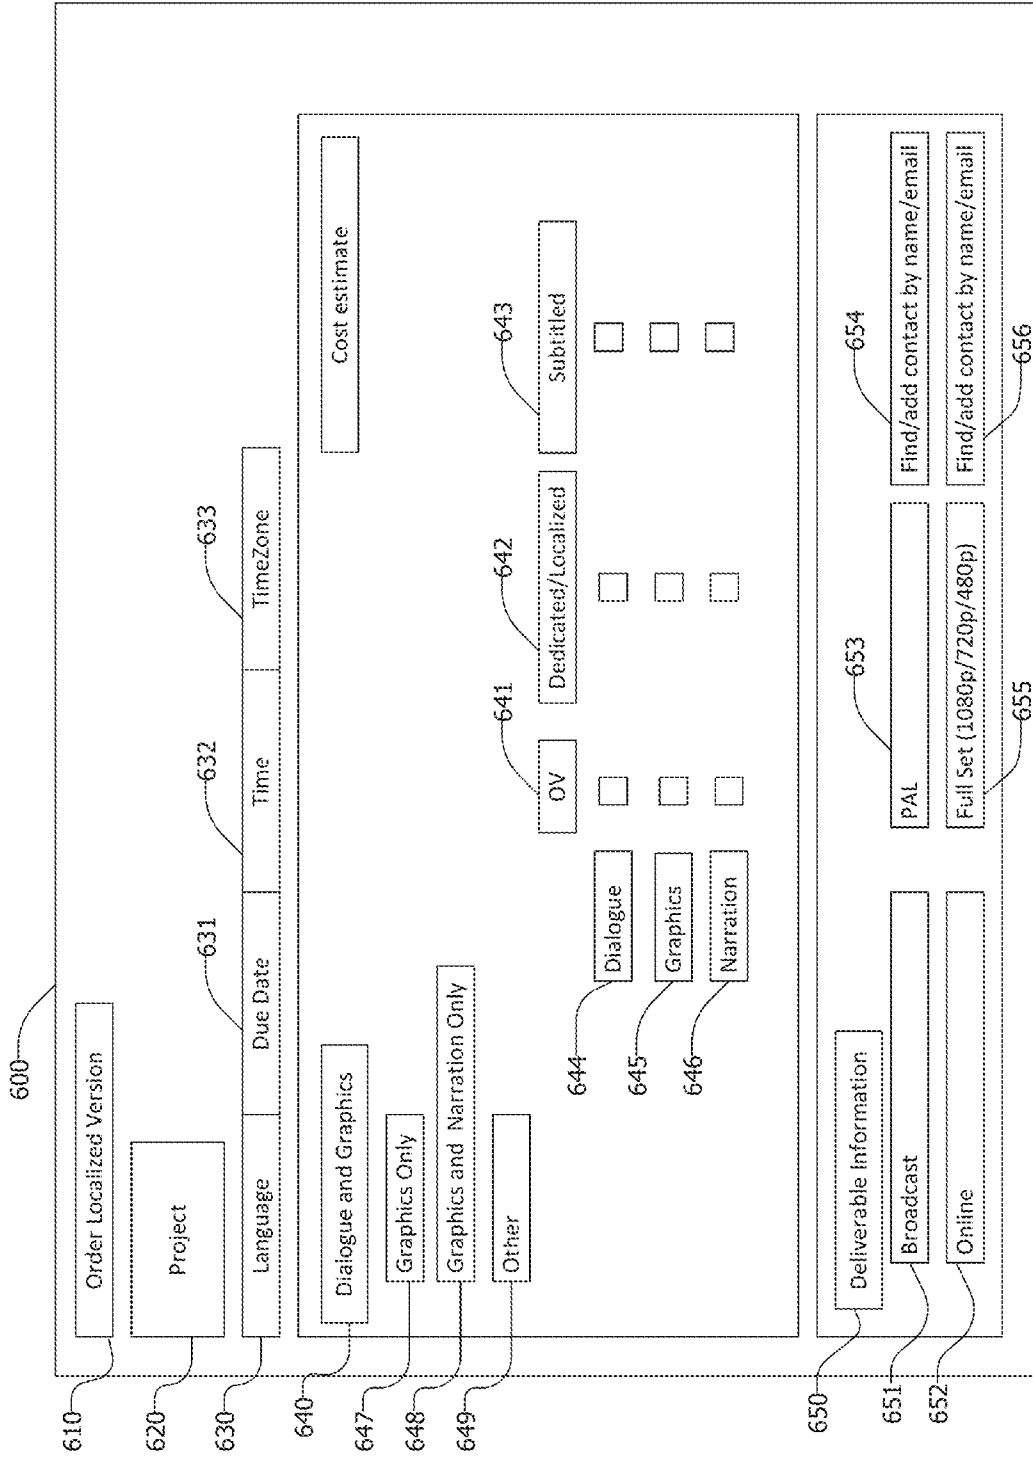 600
610
Order Localized Version
620
Project
631
632
633
630
Language
Due Date
Time
TimeZone
640
Dialogue and Graphics
Cost estimate
647
Graphics Only
648
Graphics and Narration Only
649
Other
641
642
643
OV
Dedicated/Localized
Subtitled
644
Dialogue
645
Graphics
646
Narration
650
Deliverable Information
653
654
651
Broadcast
PAL
Find/add contact by name/email
652
Online
Full Set (1080p/720p/480p)
Find/add contact by name/email
655
656